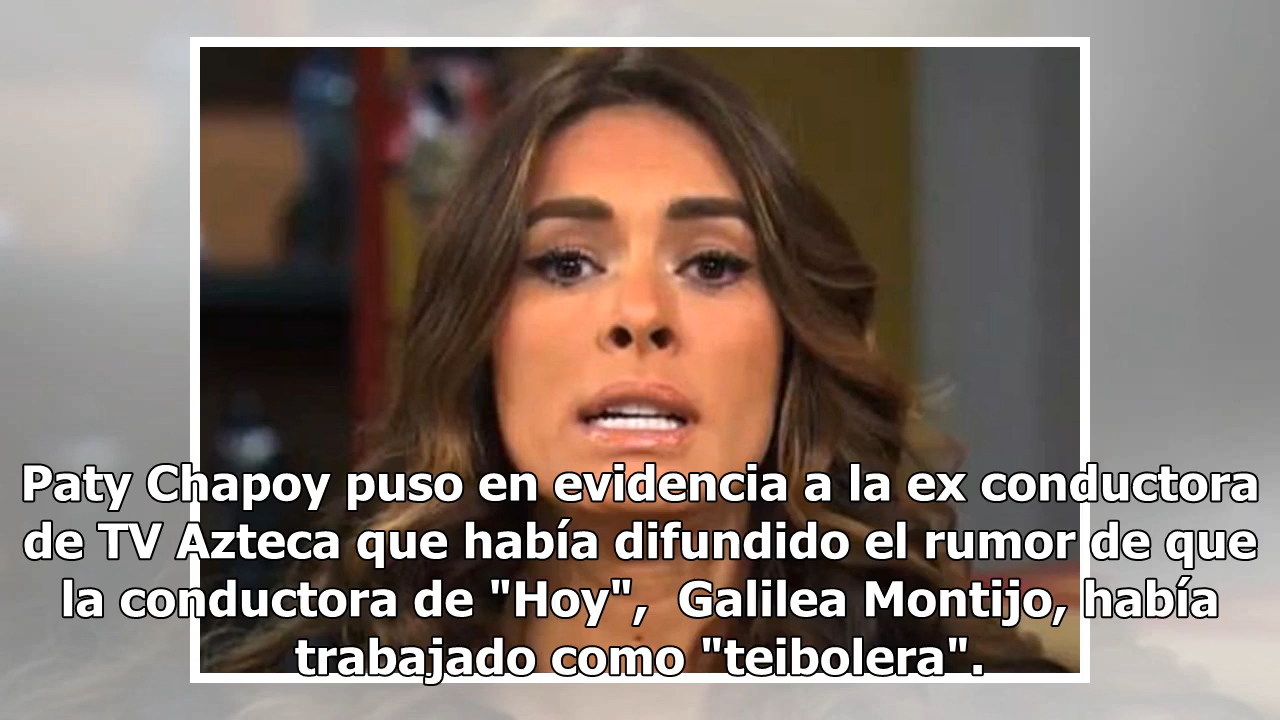 Paty Chapoy puso en evidencia a la ex conductora
de TV Azteca que había difundido el rumor de que
la conductora de "Hoy",  Galilea Montijo, había
trabajado como "teibolera".